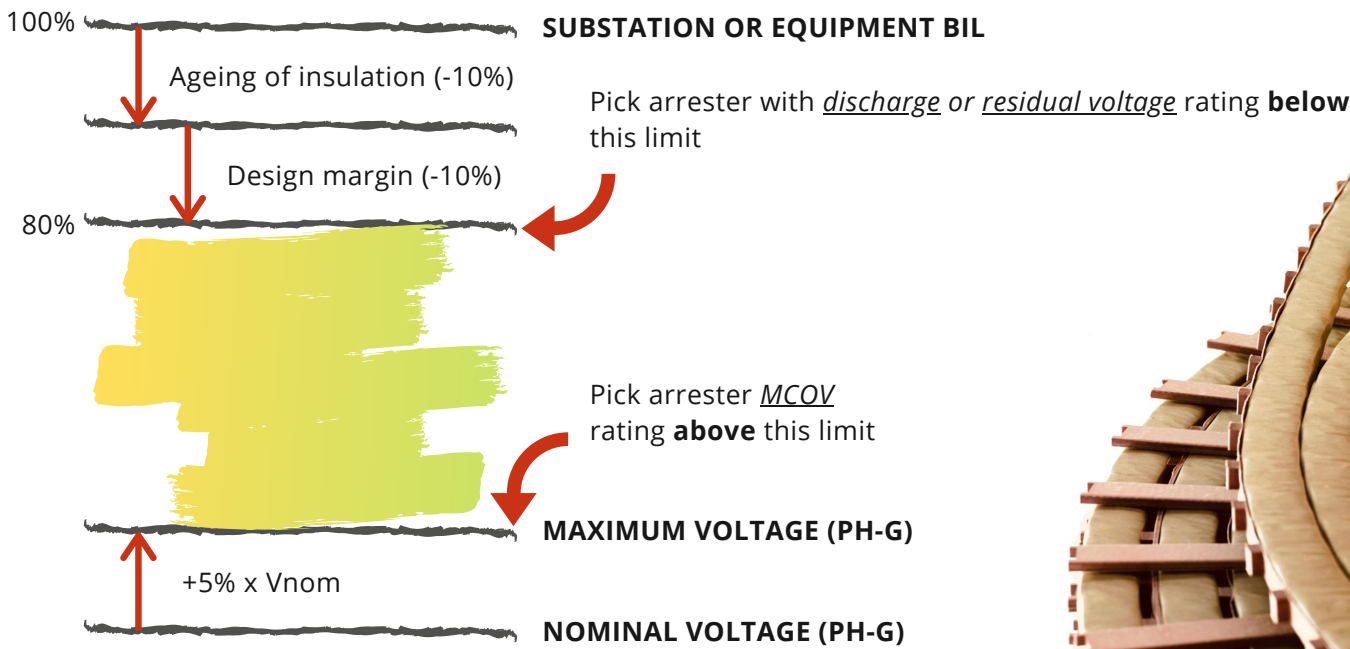 100%
SUBSTATION OR EQUIPMENT BIL
Ageing of insulation (-10%)
Pick arrester with discharge or residual voltage rating below
this limit
Design margin (-10%)
80%
Pick arrester MCOV
rating above this limit
MAXIMUM VOLTAGE (PH-G)
+5% x Vnom
NOMINAL VOLTAGE (PH-G)